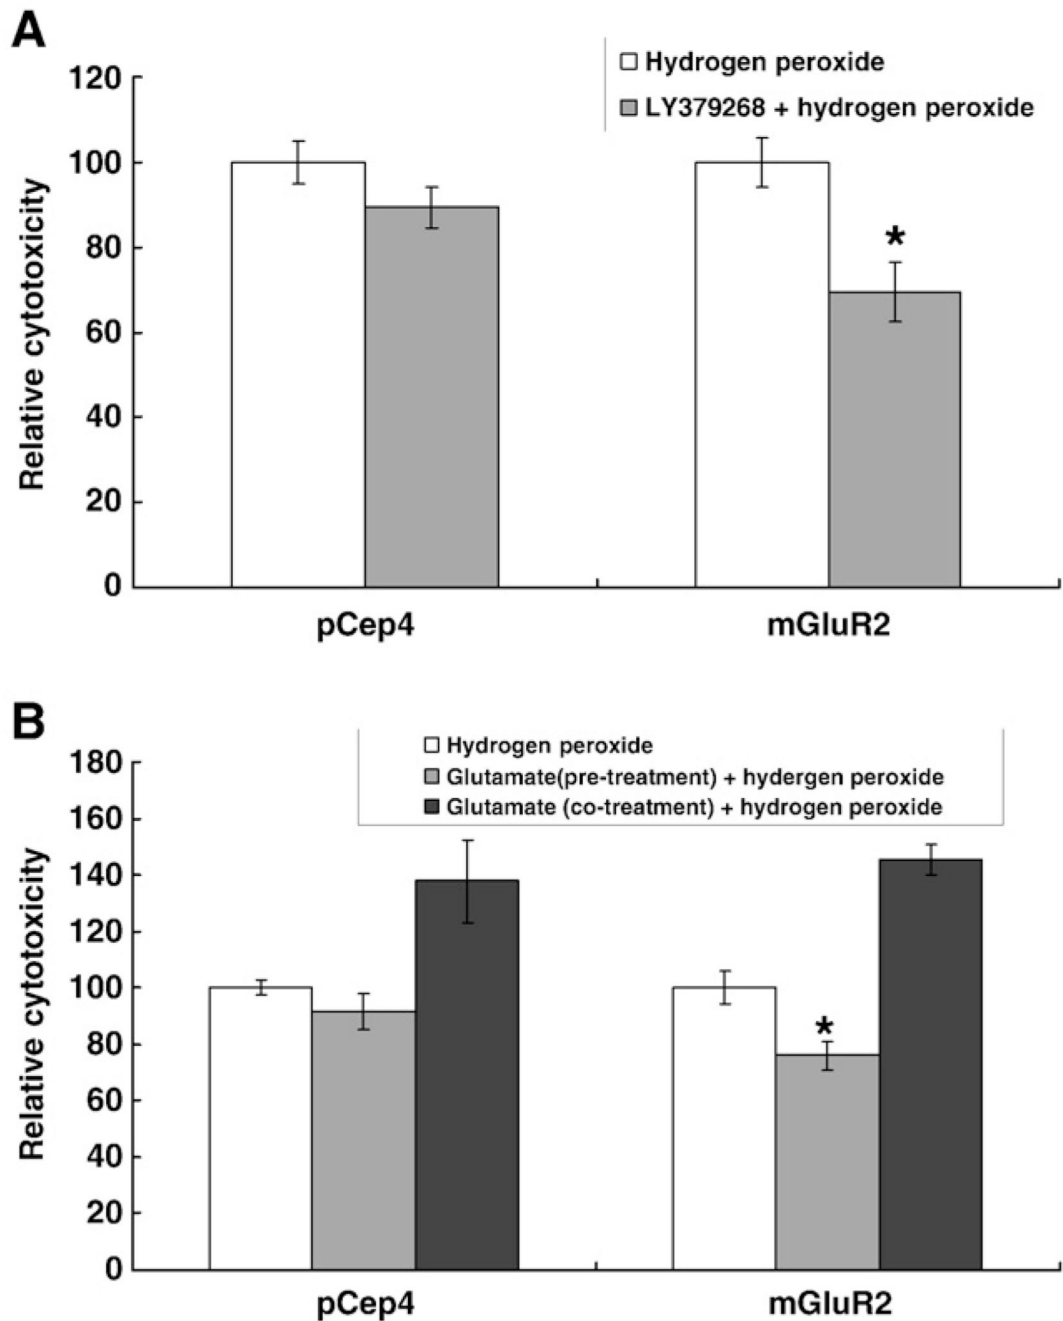 A
Hydrogen peroxide
LY379268 + hydrogen peroxide
120
100
80
60
40
20
0
Relative cytotoxicity
*
pCep4
mGluR2
B
Hydrogen peroxide
Glutamate(pre-treatment) + hydergen peroxide
Glutamate (co-treatment) + hydrogen peroxide
180
160
140
120
100
80
60
40
20
0
Relative cytotoxicity
*
pCep4
mGluR2